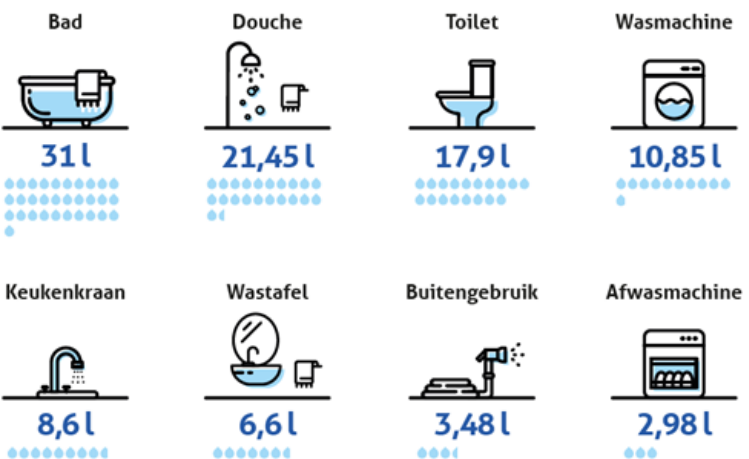 Bad
Douche
Toilet
Wasmachine
31 l
21,45 l
17,9 l
10,85 l
Keukenkraan
Wastafel
Buitengebruik
Afwasmachine
8,6 l
6,6 l
3,48 l
2,98 l